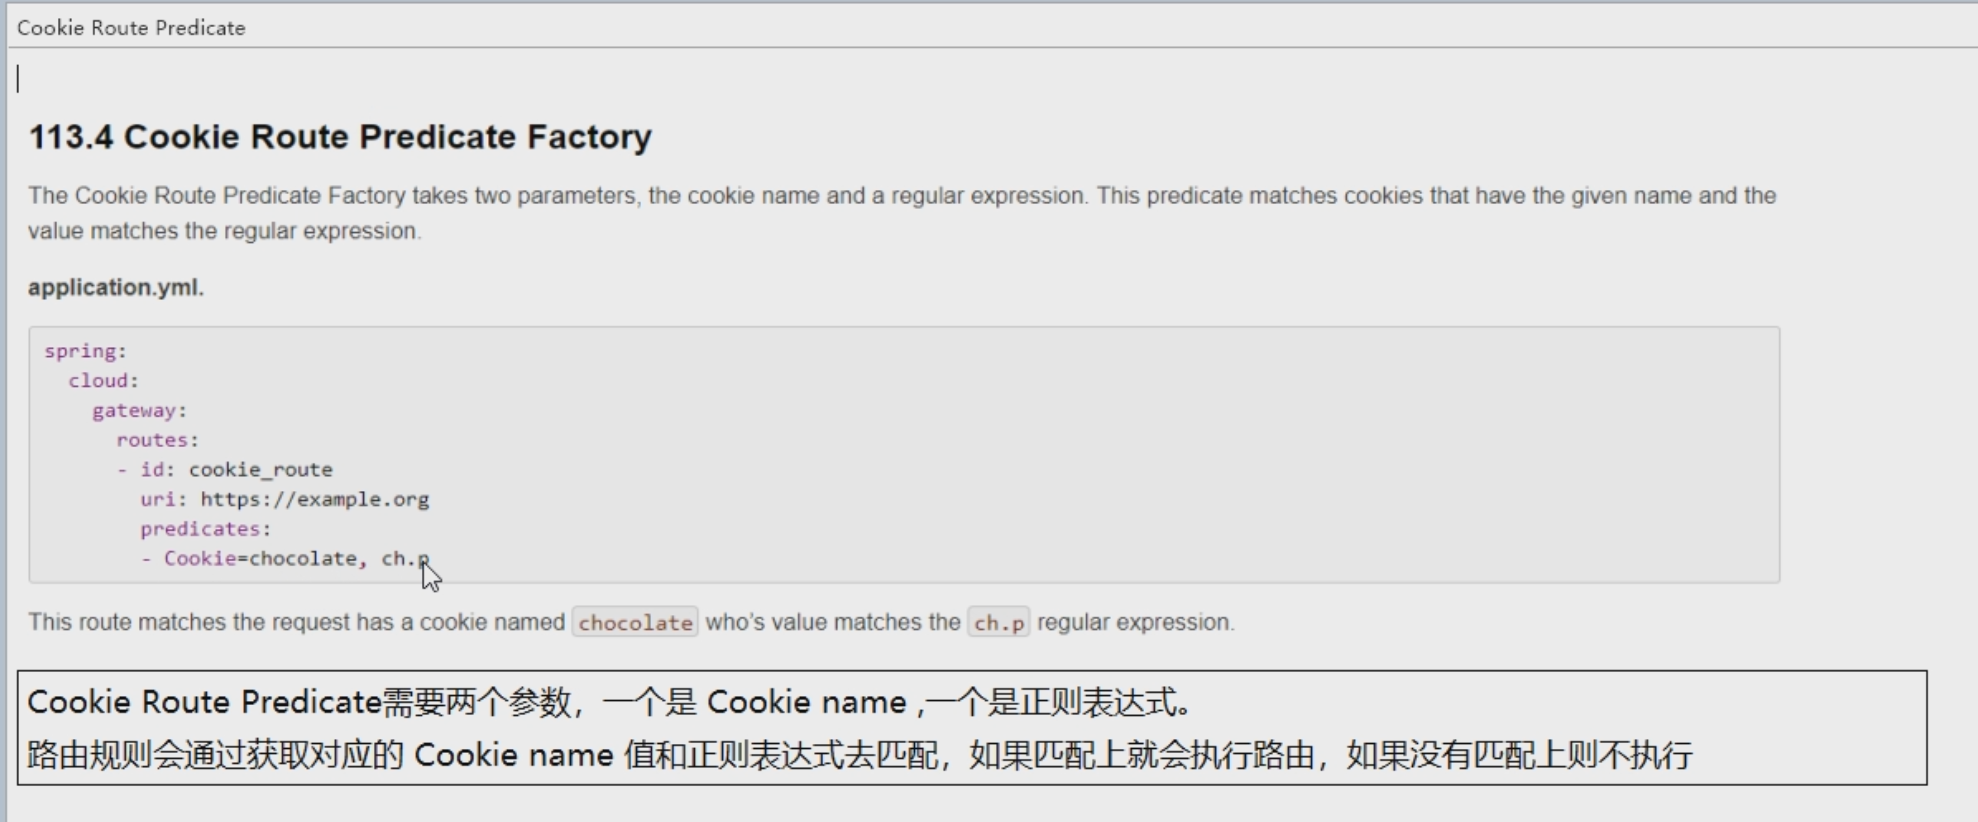 Cookie Route Predicate
113.4 Cookie Route Predicate Factory
The Cookie Route Predicate Factory takes two parameters, the cookie name and a regular expression. This predicate matches cookies that have the given name and the
value matches the regular expression.
application.yml.
spring:
  cloud:
    gateway:
      routes:
      - id: cookie_route
        uri: https://example.org
        predicates:
        - Cookie=chocolate, ch.p
This route matches the request has a cookie named chocolate who's value matches the ch.p regular expression.
Cookie Route Predicate需要两个参数，一个是 Cookie name ,一个是正则表达式。
路由规则会通过获取对应的 Cookie name 值和正则表达式去匹配，如果匹配上就会执行路由，如果没有匹配上则不执行